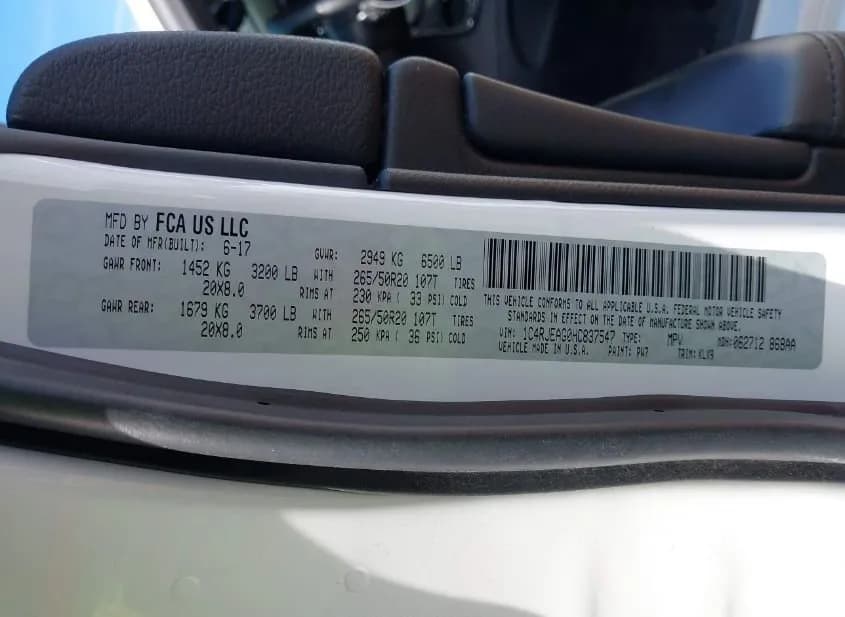 MFD BY FCA US LLC
DATE OF MFR(BUILT): 6-17 GVWR: 2949 KG 6500 LB
GAWR FRONT: 1452 KG 3200 LB WITH 265/50R20 107T TIRES
20X8.0 RIMS AT 230 KPA ( 33 PSI) COLD
GAWR REAR: 1679 KG 3700 LB WITH 265/50R20 107T TIRES
20X8.0 RIMS AT 250 KPA ( 36 PSI) COLD
THIS VEHICLE CONFORMS TO ALL APPLICABLE U.S.A. FEDERAL MOTOR VEHICLE SAFETY
STANDARDS IN EFFECT ON THE DATE OF MANUFACTURE SHOWN ABOVE.
VIN: 1C4RJEAG0HC837547 TYPE: MPV MDH:062712 868AA
VEHICLE MADE IN U.S.A. PAINT: PW7 TRIM: KLX9